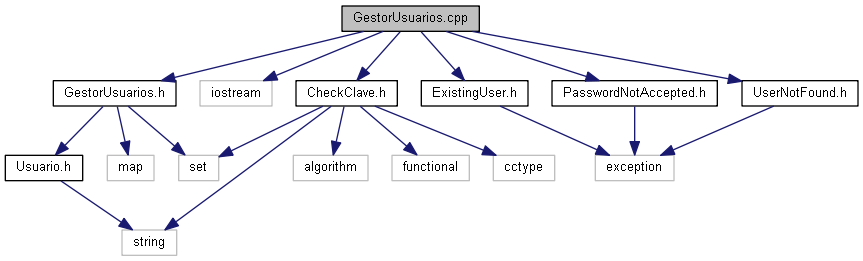 GestorUsuarios.cpp
GestorUsuarios.h
iostream
CheckClave.h
ExistingUser.h
PasswordNotAccepted.h
UserNotFound.h
Usuario.h
map
set
algorithm
functional
cctype
exception
string